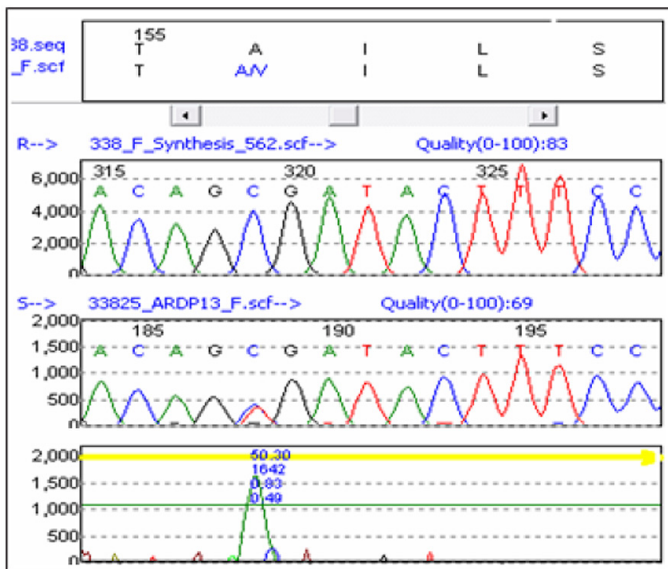 155
38.seq T A I L S
_F.scf T A/V I L S
R--> 338_F_Synthesis_562.scf--> Quality(0-100):83
315 320 325
A C A G C G A T A C T T T C C
6,000
4,000
2,000
0
S--> 33825_ARDP13_F.scf--> Quality(0-100):69
2,000
185 190 195
1,500
A C A G C G A T A C T T T C C
1,000
500
0
2,000
50.30
1642
1,500
0.83
0.49
1,000
500
0